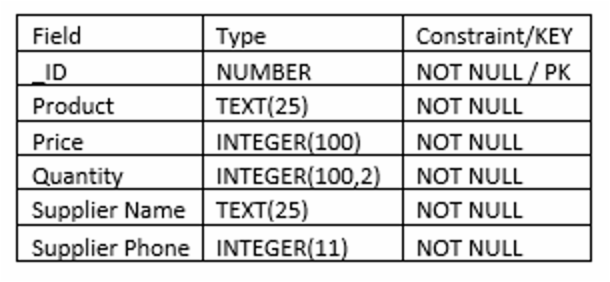 Field Type Constraint/KEY
_ID NUMBER NOT NULL / PK
Product TEXT(25) NOT NULL
Price INTEGER(100) NOT NULL
Quantity INTEGER(100,2) NOT NULL
Supplier Name TEXT(25) NOT NULL
Supplier Phone INTEGER(11) NOT NULL